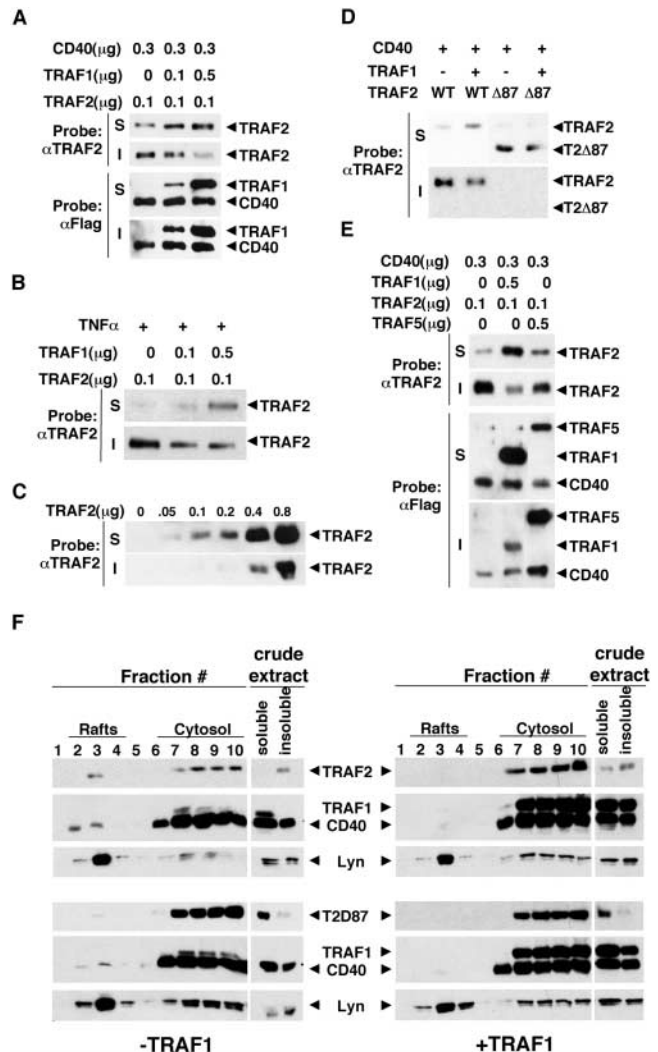 A
CD40(μg) 0.3 0.3 0.3
TRAF1(μg) 0 0.1 0.5
TRAF2(μg) 0.1 0.1 0.1
Probe: αTRAF2
S ◄TRAF2
I ◄TRAF2
Probe: αFlag
S ◄TRAF1
◄CD40
I ◄TRAF1
◄CD40
B
TNFα + + +
TRAF1(μg) 0 0.1 0.5
TRAF2(μg) 0.1 0.1 0.1
Probe: αTRAF2
S ◄TRAF2
I ◄TRAF2
C
TRAF2(μg) 0 .05 0.1 0.2 0.4 0.8
Probe: αTRAF2
S ◄TRAF2
I ◄TRAF2
D
CD40 + + + +
TRAF1 - + - +
TRAF2 WT WT Δ87 Δ87
Probe: αTRAF2
S ◄TRAF2
◄T2Δ87
I ◄TRAF2
◄T2Δ87
E
CD40(μg) 0.3 0.3 0.3
TRAF1(μg) 0 0.5 0
TRAF2(μg) 0.1 0.1 0.1
TRAF5(μg) 0 0 0.5
Probe: αTRAF2
S ◄TRAF2
I ◄TRAF2
Probe: αFlag
S ◄TRAF5
◄TRAF1
◄CD40
I ◄TRAF5
◄TRAF1
◄CD40
F
Fraction # crude extract
Rafts Cytosol soluble insoluble
1 2 3 4 5 6 7 8 9 10
Fraction # crude extract
Rafts Cytosol soluble insoluble
1 2 3 4 5 6 7 8 9 10
◄TRAF2 ►
TRAF1 ►
◄ CD40 ►
◄ Lyn ►
◄T2D87 ►
TRAF1 ►
◄ CD40 ►
◄ Lyn ►
-TRAF1 +TRAF1